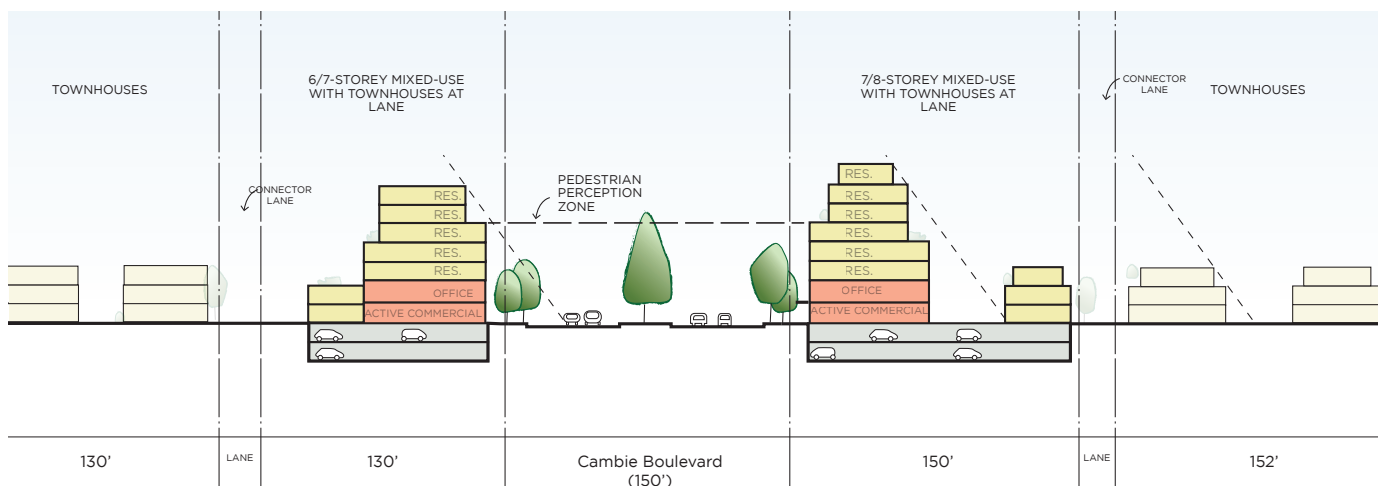 TOWNHOUSES
6/7-STOREY MIXED-USE
WITH TOWNHOUSES AT
LANE
7/8-STOREY MIXED-USE
WITH TOWNHOUSES AT
LANE
CONNECTOR
LANE
TOWNHOUSES
CONNECTOR
LANE
PEDESTRIAN
PERCEPTION
ZONE
RES.
RES.
RES.
RES.
RES.
OFFICE
ACTIVE COMMERCIAL
RES.
RES.
RES.
RES.
RES.
RES.
OFFICE
ACTIVE COMMERCIAL
130’
LANE
130’
Cambie Boulevard
(150’)
150’
LANE
152’